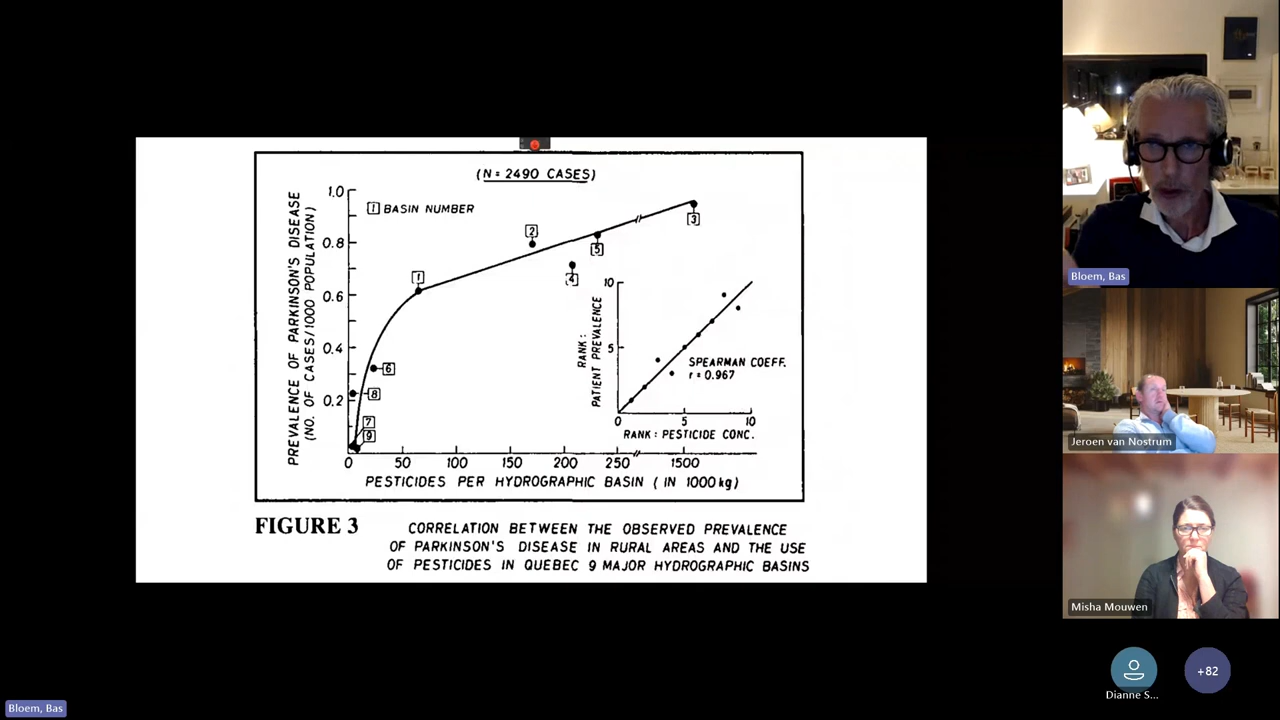 (N = 2490 CASES)
PREVALENCE OF PARKINSON'S DISEASE
(NO. OF CASES/1000 POPULATION)
1.0
0.8
0.6
0.4
0.2
1 BASIN NUMBER
1
2
3
4
5
6
8
7
9
0 50 100 150 200 250 1500
PESTICIDES PER HYDROGRAPHIC BASIN (IN 1000 kg)
RANK:
PATIENT PREVALENCE
10
5
SPEARMAN COEFF.
r = 0.967
0 5 10
RANK: PESTICIDE CONC.
FIGURE 3
CORRELATION BETWEEN THE OBSERVED PREVALENCE
OF PARKINSON'S DISEASE IN RURAL AREAS AND THE USE
OF PESTICIDES IN QUEBEC 9 MAJOR HYDROGRAPHIC BASINS
Bloem, Bas
Jeroen van Nostrum
Misha Mouwen
Dianne S...
+82
Bloem, Bas